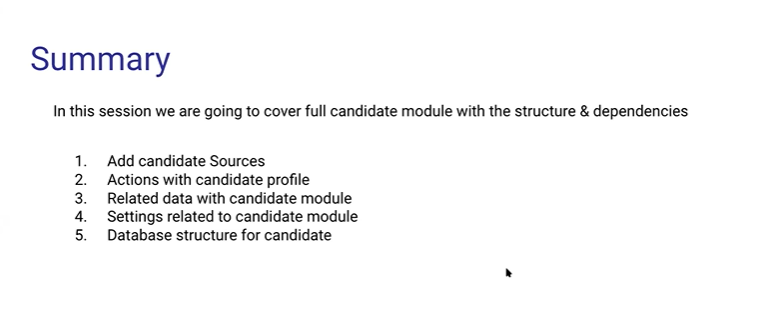 Summary
In this session we are going to cover full candidate module with the structure & dependencies
1. Add candidate Sources
2. Actions with candidate profile
3. Related data with candidate module
4. Settings related to candidate module
5. Database structure for candidate